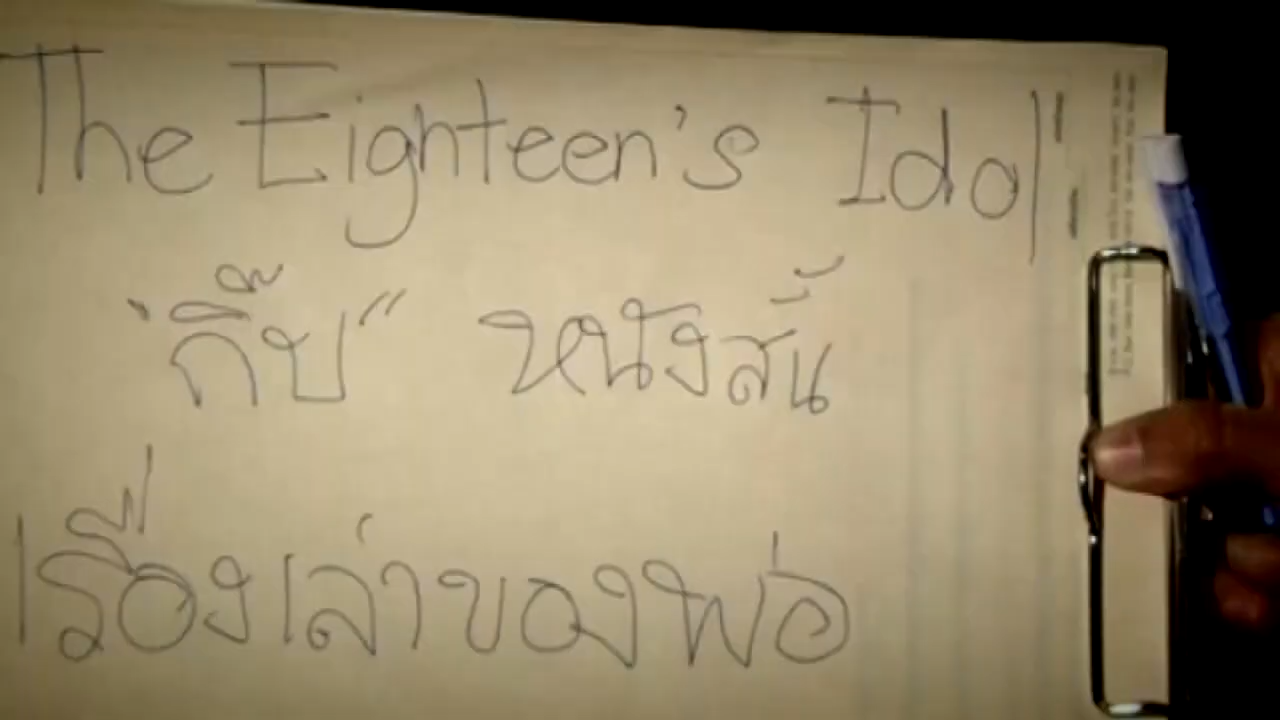 The Eighteen's Idol
"กิ๊บ" หนังสั้น
เรื่องเล่าของพ่อ